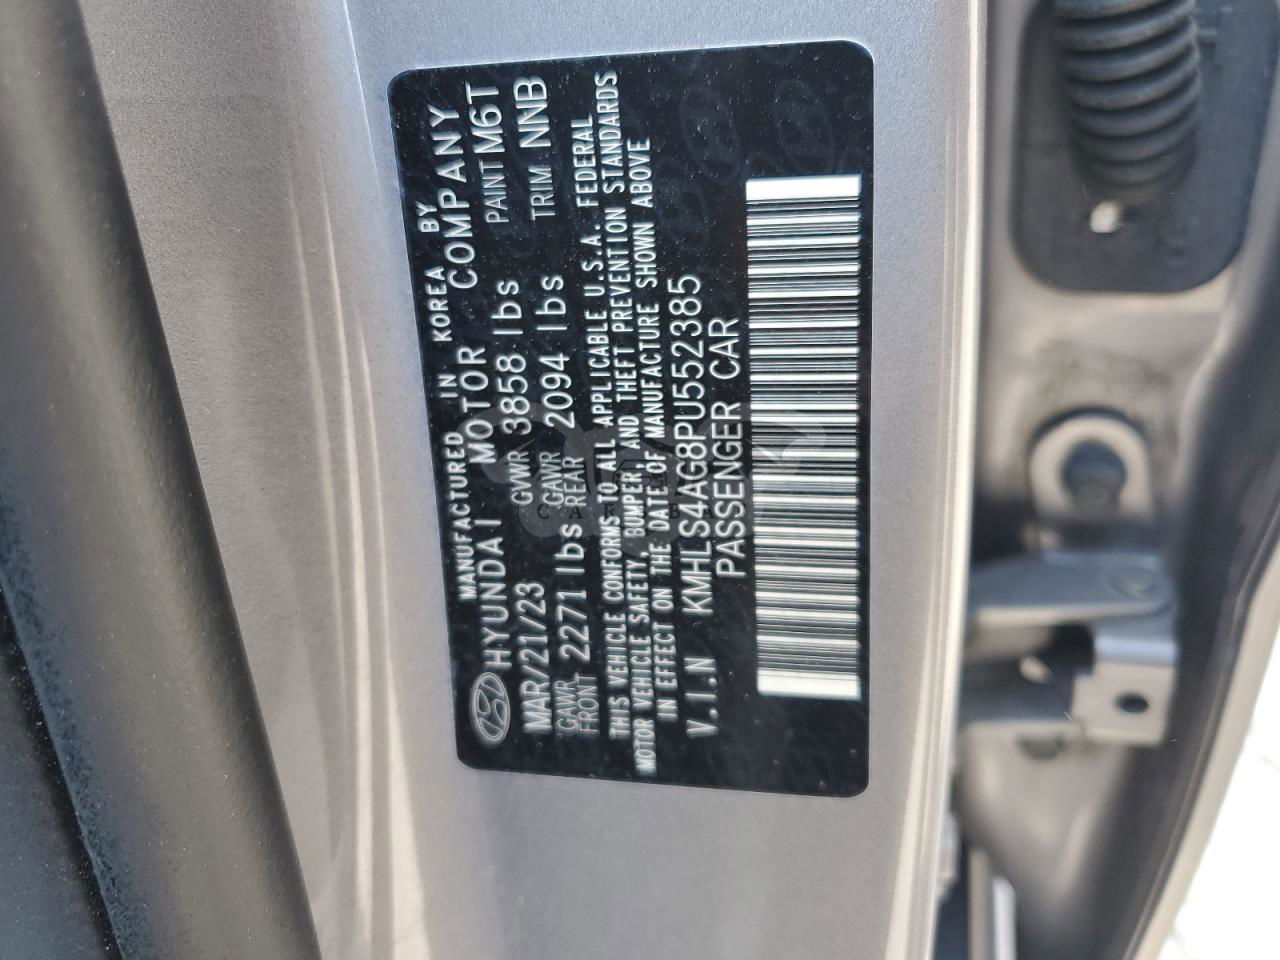 MANUFACTURED IN KOREA BY
HYUNDAI MOTOR COMPANY
MAR/21/23 GVWR 3858 lbs PAINT M6T
GAWR FRONT 2271 lbs GAWR REAR 2094 lbs TRIM NNB
THIS VEHICLE CONFORMS TO ALL APPLICABLE U.S.A. FEDERAL
MOTOR VEHICLE SAFETY, BUMPER, AND THEFT PREVENTION STANDARDS
IN EFFECT ON THE DATE OF MANUFACTURE SHOWN ABOVE
V.I.N KMHLS4AG8PU552385
PASSENGER CAR